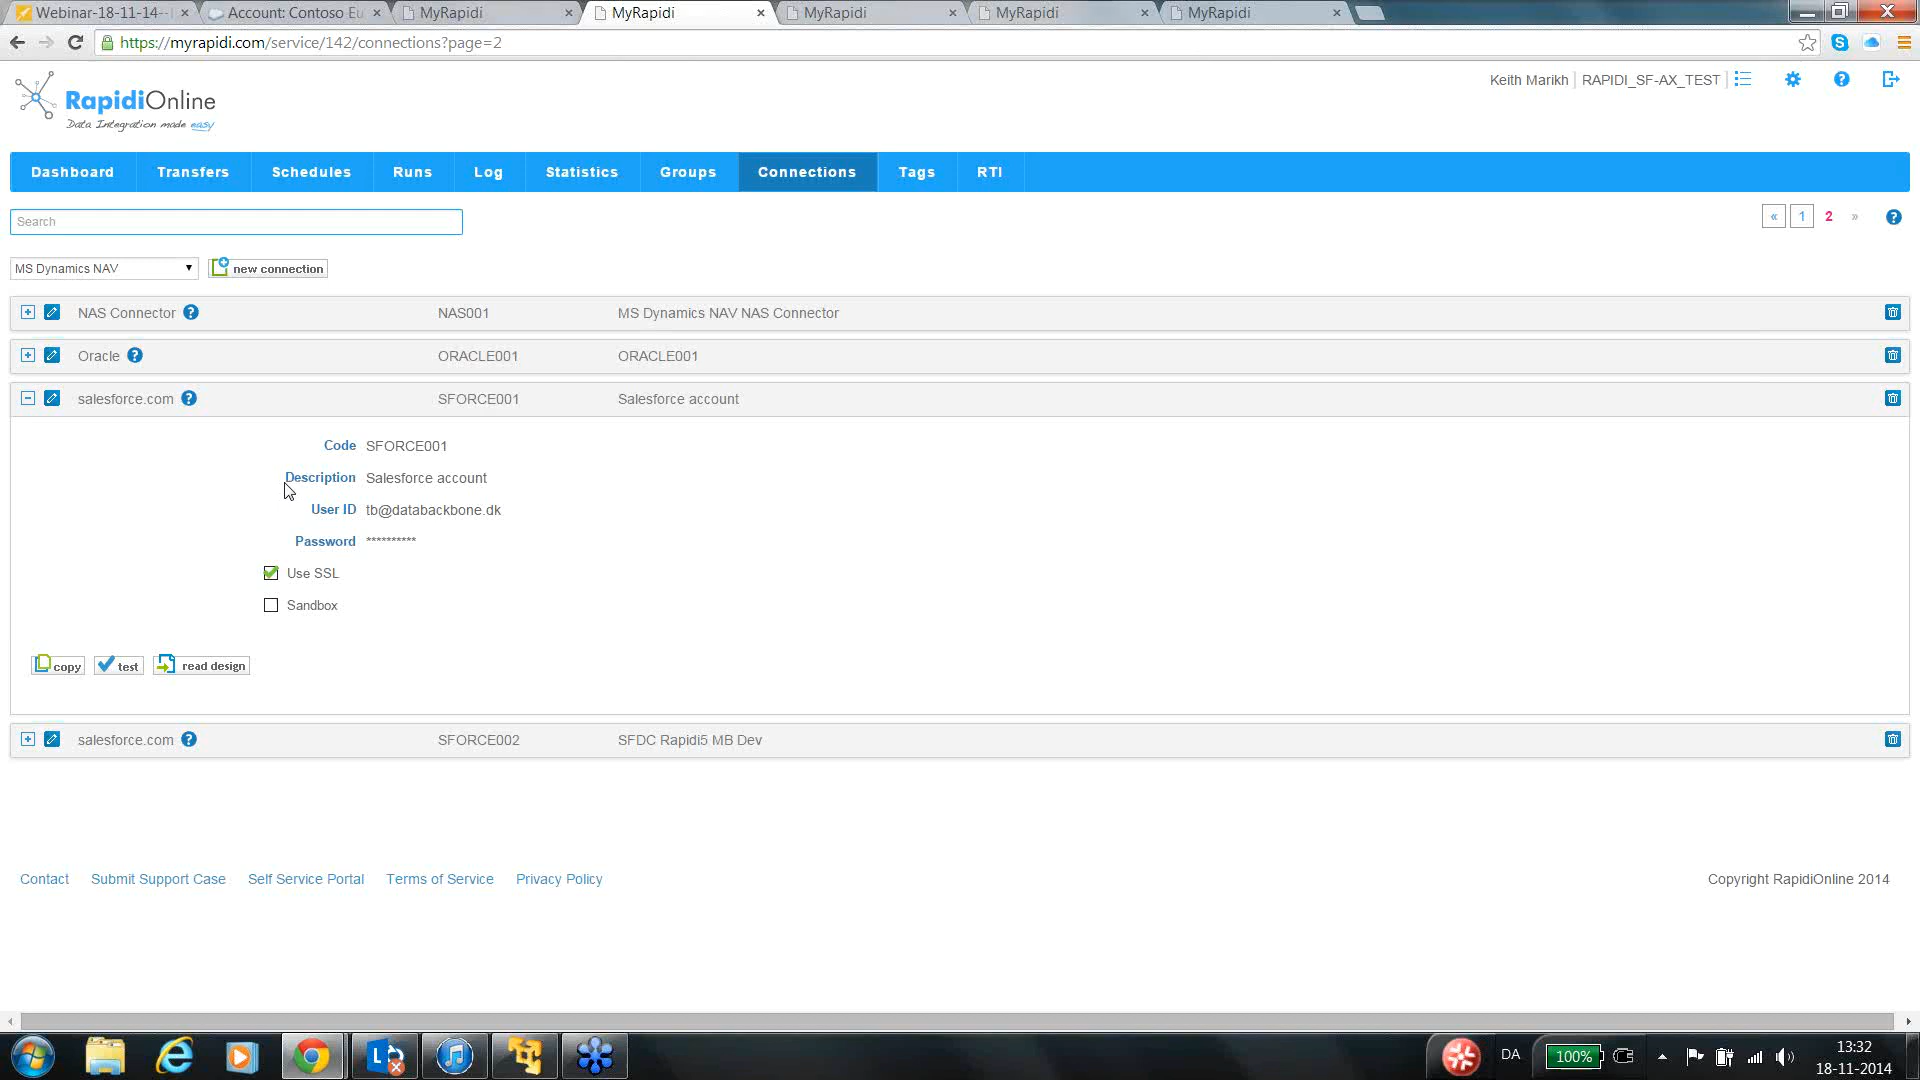 Webinar-18-11-14--
Account: Contoso Eu
MyRapidi
MyRapidi
MyRapidi
MyRapidi
MyRapidi
https://myrapidi.com/service/142/connections?page=2
RapidiOnline
Data Integration made easy
Keith Marikh
RAPIDI_SF-AX_TEST
Dashboard
Transfers
Schedules
Runs
Log
Statistics
Groups
Connections
Tags
RTI
Search
« 1 2 »
MS Dynamics NAV
new connection
NAS Connector NAS001 MS Dynamics NAV NAS Connector
Oracle ORACLE001 ORACLE001
salesforce.com SFORCE001 Salesforce account
Code SFORCE001
Description Salesforce account
User ID tb@databackbone.dk
Password **********
Use SSL
Sandbox
copy
test
read design
salesforce.com SFORCE002 SFDC Rapidi5 MB Dev
Contact
Submit Support Case
Self Service Portal
Terms of Service
Privacy Policy
Copyright RapidiOnline 2014
DA
100%
13:32
18-11-2014